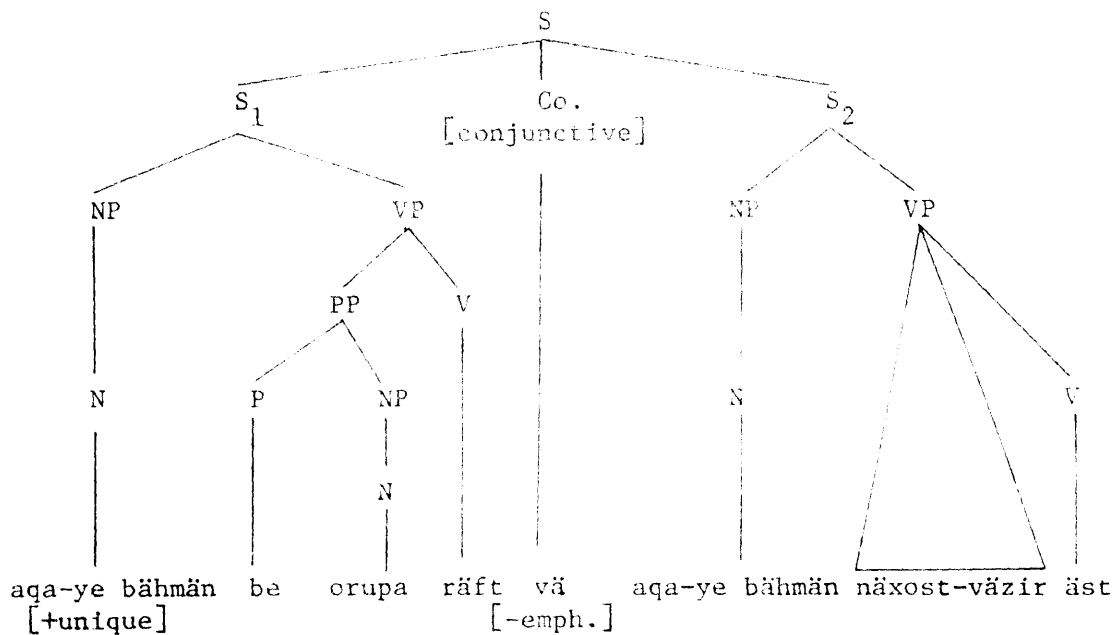 S
S₁ Co. S₂
[conjunctive]
NP VP NP VP
PP V
P NP
N N V
N
aqa-ye bähmän be orupa räft vä aqa-ye bähmän näxost-väzir äst
[+unique] [-emph.]